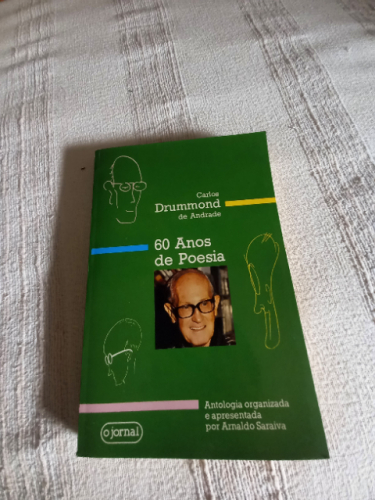 Carlos
Drummond
de Andrade
60 Anos
de Poesia
Antologia organizada
e apresentada
por Arnaldo Saraiva
o jornal